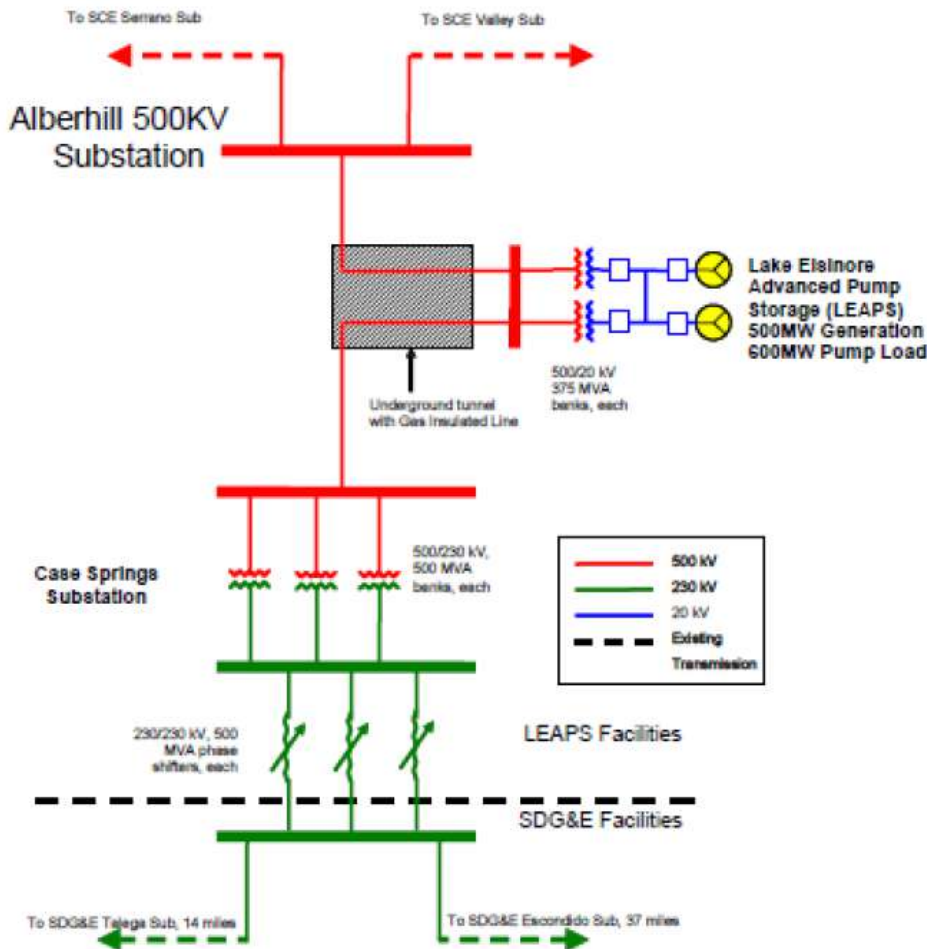 To SCE Serrano Sub
To SCE Valley Sub
Alberhill 500KV
Substation
Lake Elsinore
Advanced Pump
Storage (LEAPS)
500MW Generation
600MW Pump Load
500/20 kV
375 MVA
banks, each
Underground tunnel
with Gas Insulated Line
500/230 kV,
500 MVA
banks, each
Case Springs
Substation
500 kV
230 kV
20 kV
Existing
Transmission
230/230 kV, 500
MVA phase
shifters, each
LEAPS Facilities
SDG&E Facilities
To SDG&E Talega Sub, 14 miles
To SDG&E Escondido Sub, 37 miles